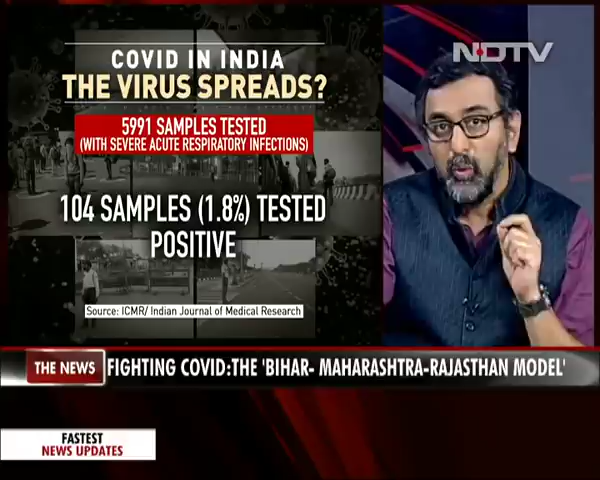 COVID IN INDIA
THE VIRUS SPREADS?
5991 SAMPLES TESTED
(WITH SEVERE ACUTE RESPIRATORY INFECTIONS)
104 SAMPLES (1.8%) TESTED
POSITIVE
Source: ICMR/ Indian Journal of Medical Research
NDTV
THE NEWS
FIGHTING COVID:THE 'BIHAR- MAHARASHTRA-RAJASTHAN MODEL'
FASTEST
NEWS UPDATES